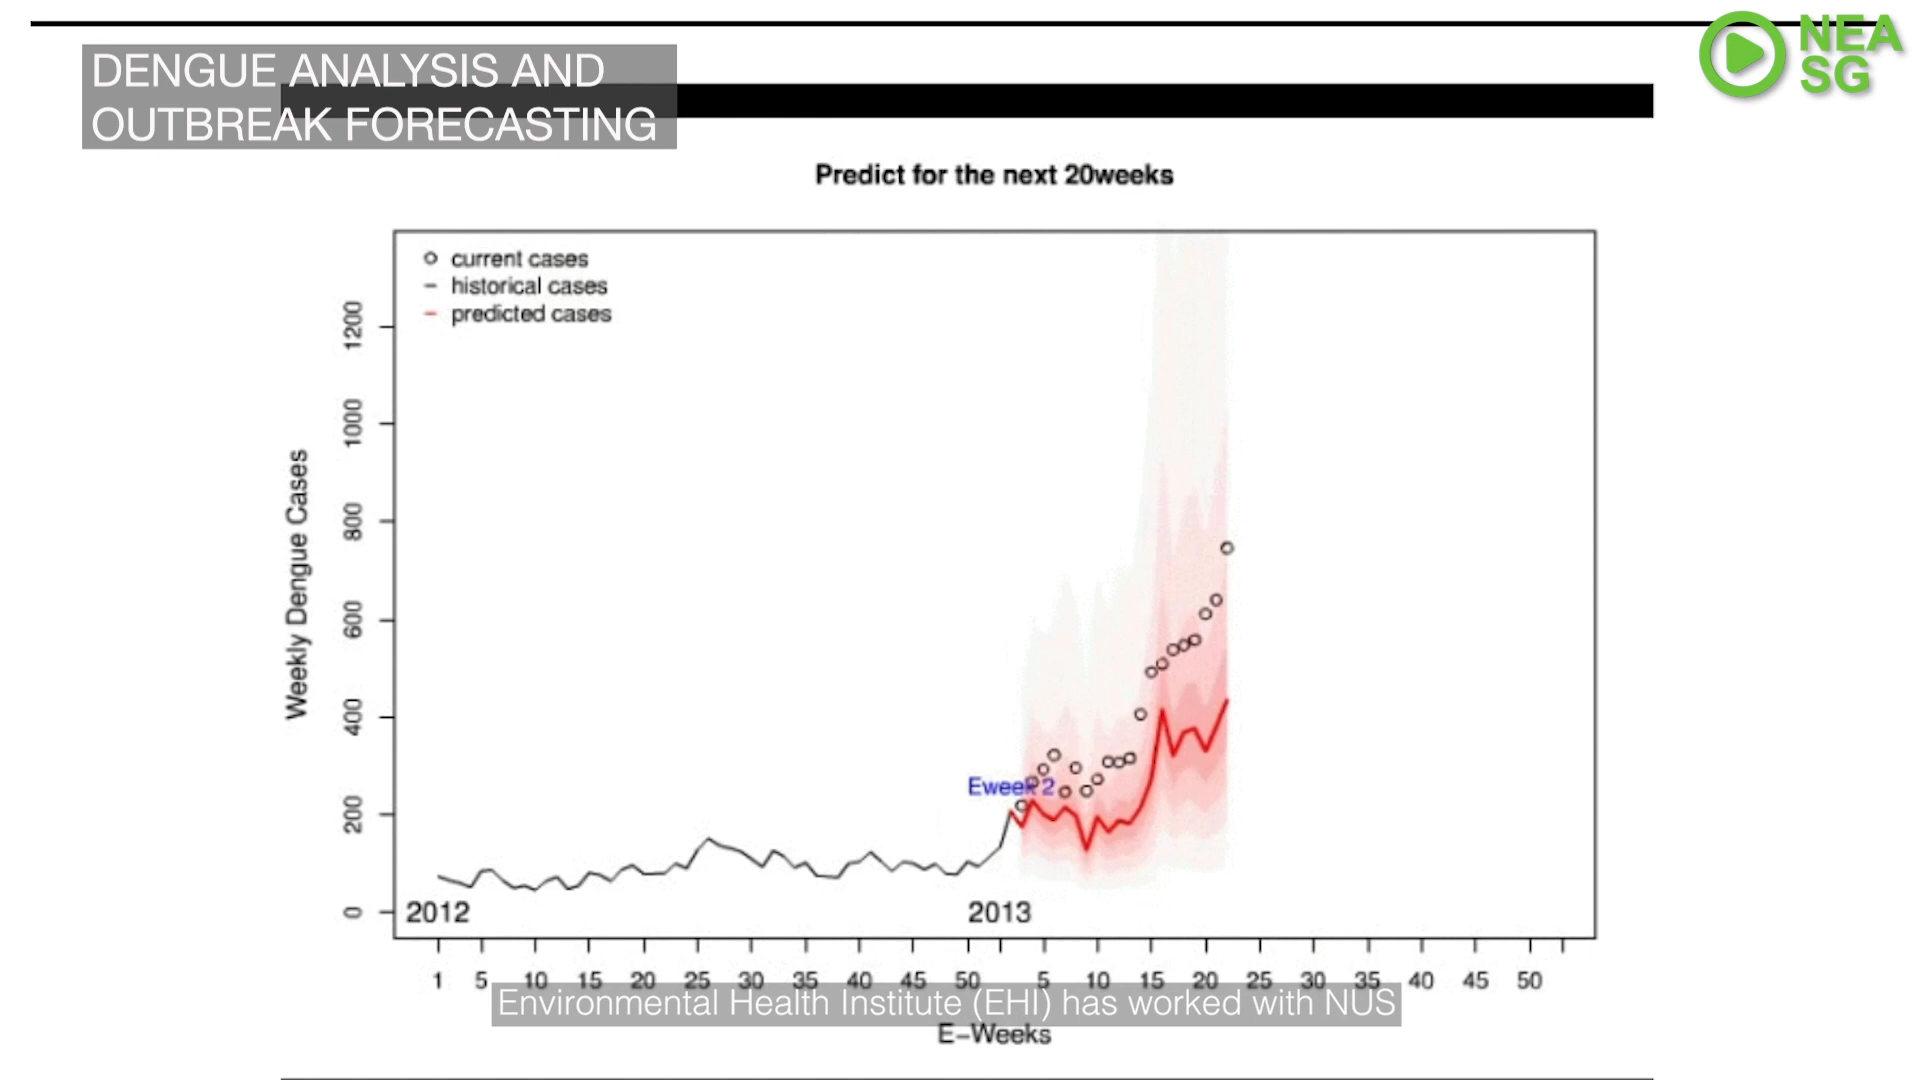 NEA
SG
DENGUE ANALYSIS AND
OUTBREAK FORECASTING
Predict for the next 20weeks
current cases
historical cases
predicted cases
Weekly Dengue Cases
1200
1000
800
600
400
200
0
Eweek 2
2012 2013
1 5 10 15 20 25 30 35 40 45 50 5 10 15 20 25 30 35 40 45 50
Environmental Health Institute (EHI) has worked with NUS
E-Weeks